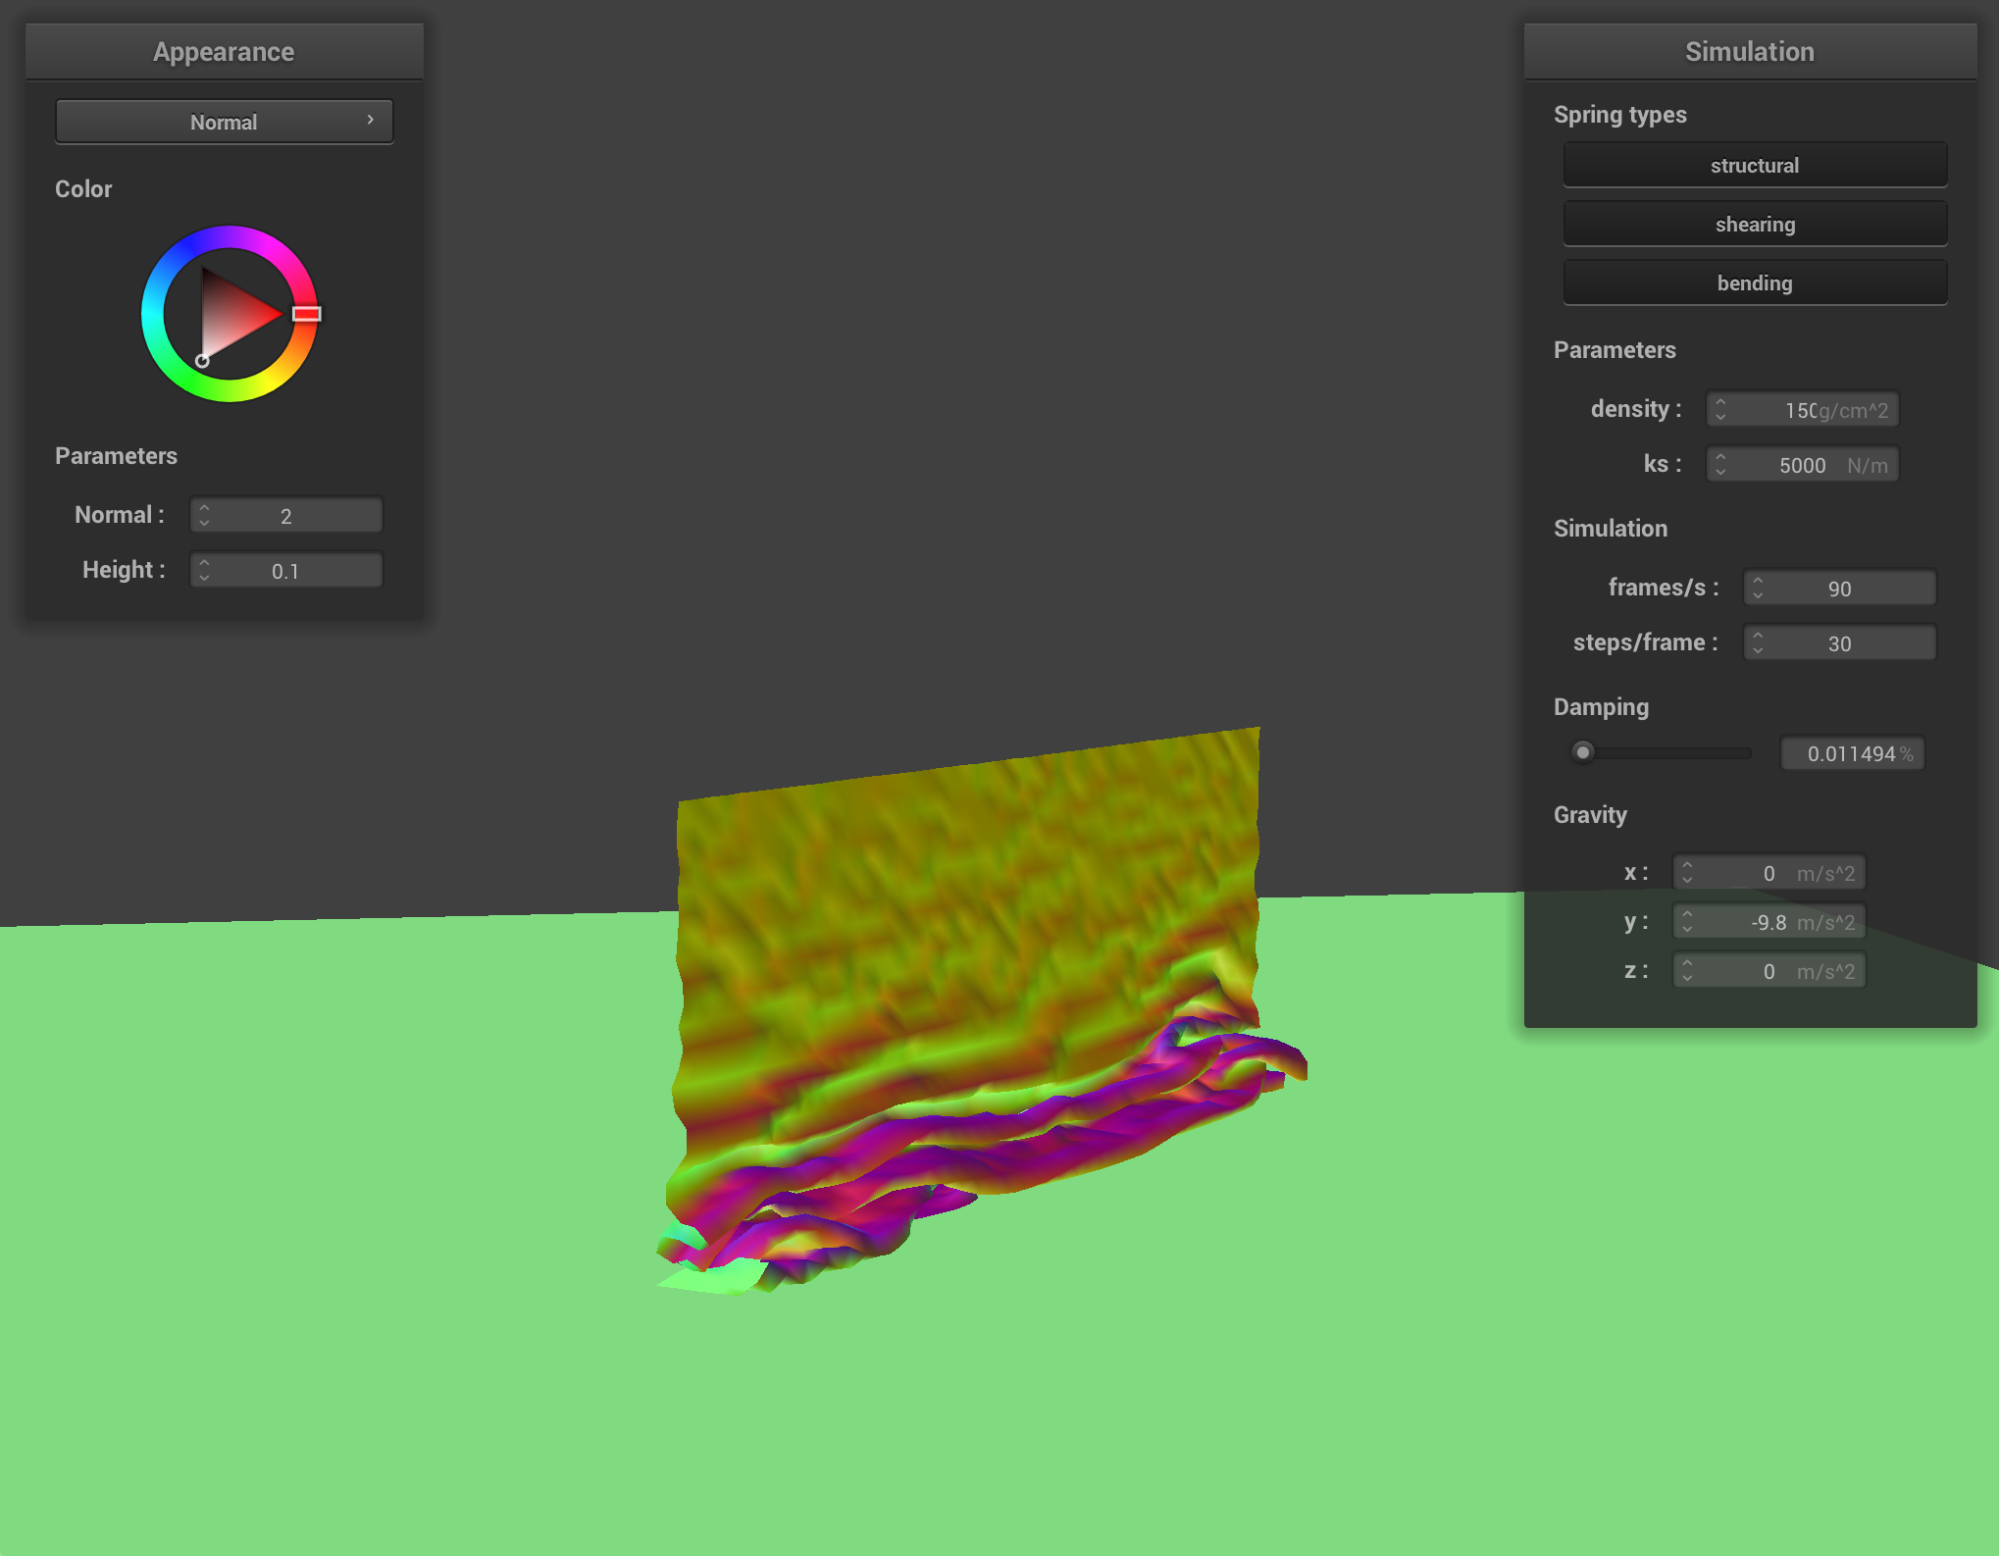 Appearance
Normal
Color
Parameters
Normal : 2
Height : 0.1
Simulation
Spring types
structural
shearing
bending
Parameters
density : 150 g/cm^2
ks : 5000 N/m
Simulation
frames/s : 90
steps/frame : 30
Damping
0.011494 %
Gravity
x : 0 m/s^2
y : -9.8 m/s^2
z : 0 m/s^2